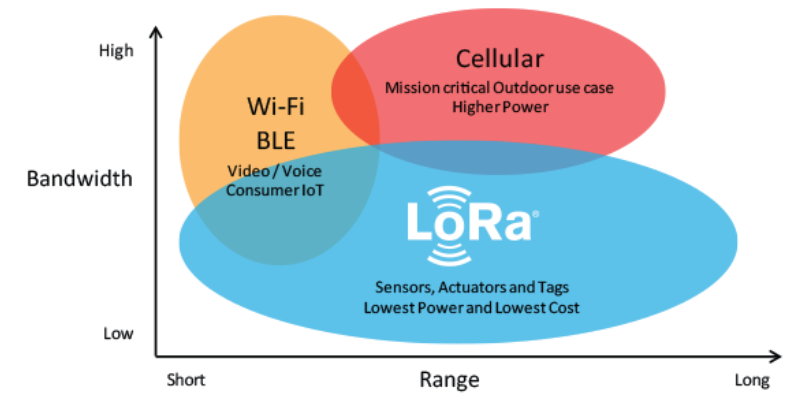 High
Bandwidth
Low
Wi-Fi
BLE
Video / Voice
Consumer IoT
Cellular
Mission critical Outdoor use case
Higher Power
LoRa®
Sensors, Actuators and Tags
Lowest Power and Lowest Cost
Short
Range
Long